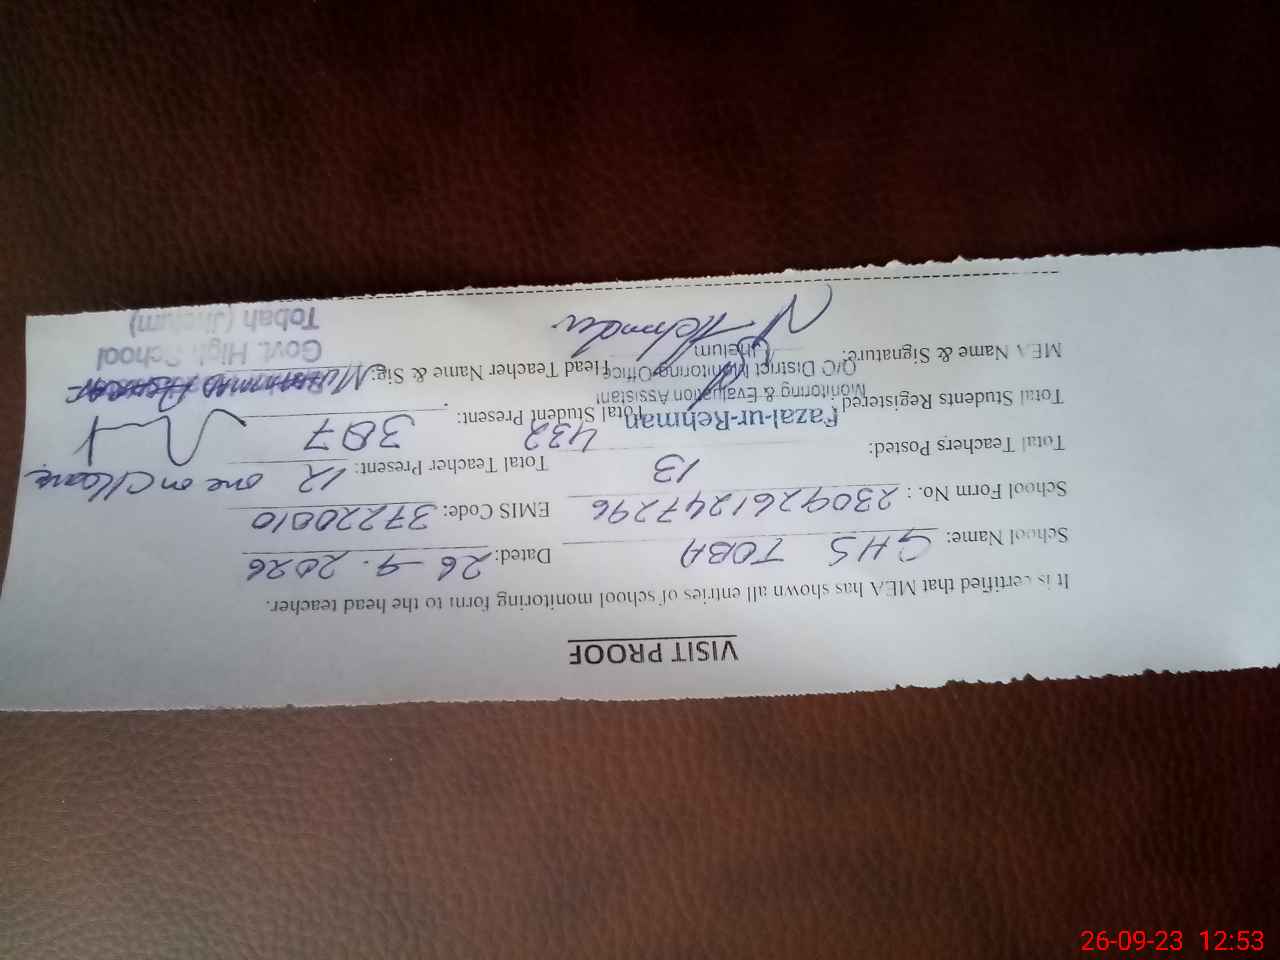 VISIT PROOF
It is certified that MEA has shown all entries of school monitoring form to the head teacher.
School Name: GHS TOBA Dated: 26-9-2026
School Form No.: 2309261247296 EMIS Code: 37220010
Total Teachers Posted: 13 Total Teacher Present: 12 one on
Total Students Registered 432 Total Student Present: 387
Fazal-ur-Rehman
Monitoring & Evaluation Assistant
O/C District Monitoring Office
Jhelum
MEA Name & Signature: Head Teacher Name & Sig:
Govt. High School
Tobah (Jhelum)
26-09-23 12:53